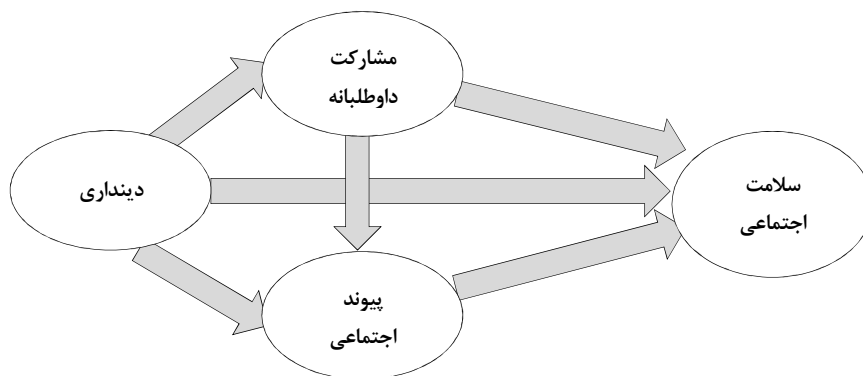 مشارکت
داوطلبانه
دینداری
سلامت
اجتماعی
پیوند
اجتماعی